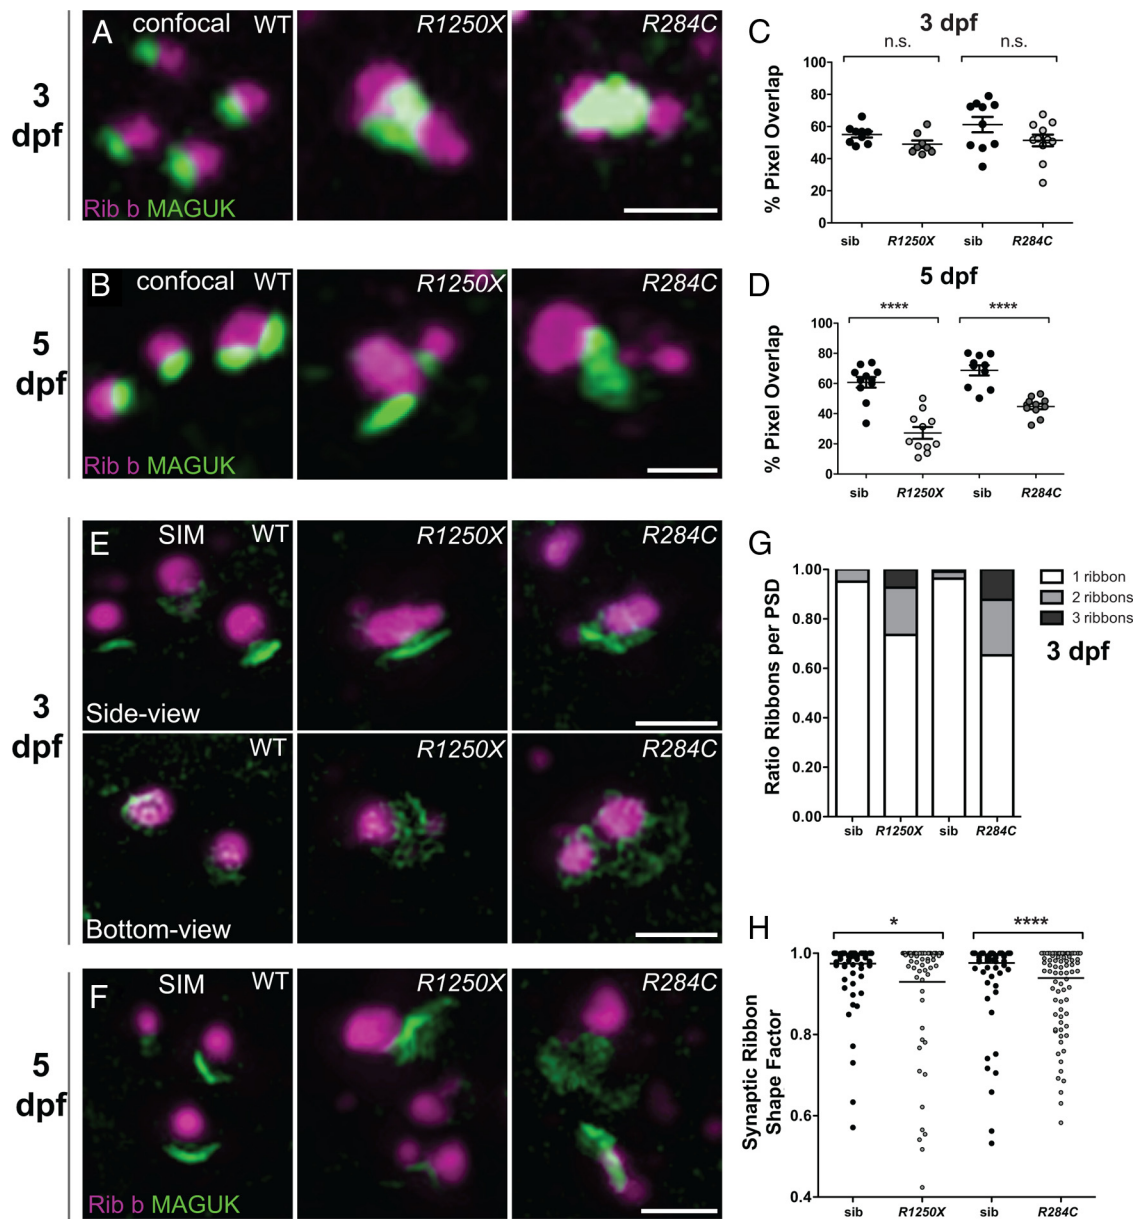 A confocal WT R1250X R284C
3 dpf
Rib b MAGUK
B confocal WT R1250X R284C
5 dpf
Rib b MAGUK
E SIM WT R1250X R284C
Side-view
3 dpf
WT R1250X R284C
Bottom-view
F SIM WT R1250X R284C
5 dpf
Rib b MAGUK
C 3 dpf
n.s. n.s.
% Pixel Overlap
100
80
60
40
20
0
sib R1250X sib R284C
D 5 dpf
**** ****
% Pixel Overlap
100
80
60
40
20
0
sib R1250X sib R284C
G
Ratio Ribbons per PSD
1.00
0.80
0.60
0.40
0.20
0.00
sib R1250X sib R284C
1 ribbon
2 ribbons
3 ribbons
3 dpf
H
* ****
Synaptic Ribbon
Shape Factor
1.0
0.8
0.6
0.4
sib R1250X sib R284C